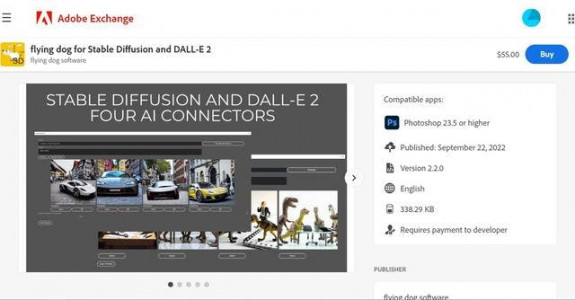 Adobe Exchange
flying dog for Stable Diffusion and DALL-E 2
flying dog software
$55.00
Buy
SD
STABLE DIFFUSION AND DALL-E 2
FOUR AI CONNECTORS
Compatible apps:
Ps Photoshop 23.5 or higher
Published: September 22, 2022
Version 2.2.0
English
338.29 KB
Requires payment to developer
PUBLISHER
flying dog software